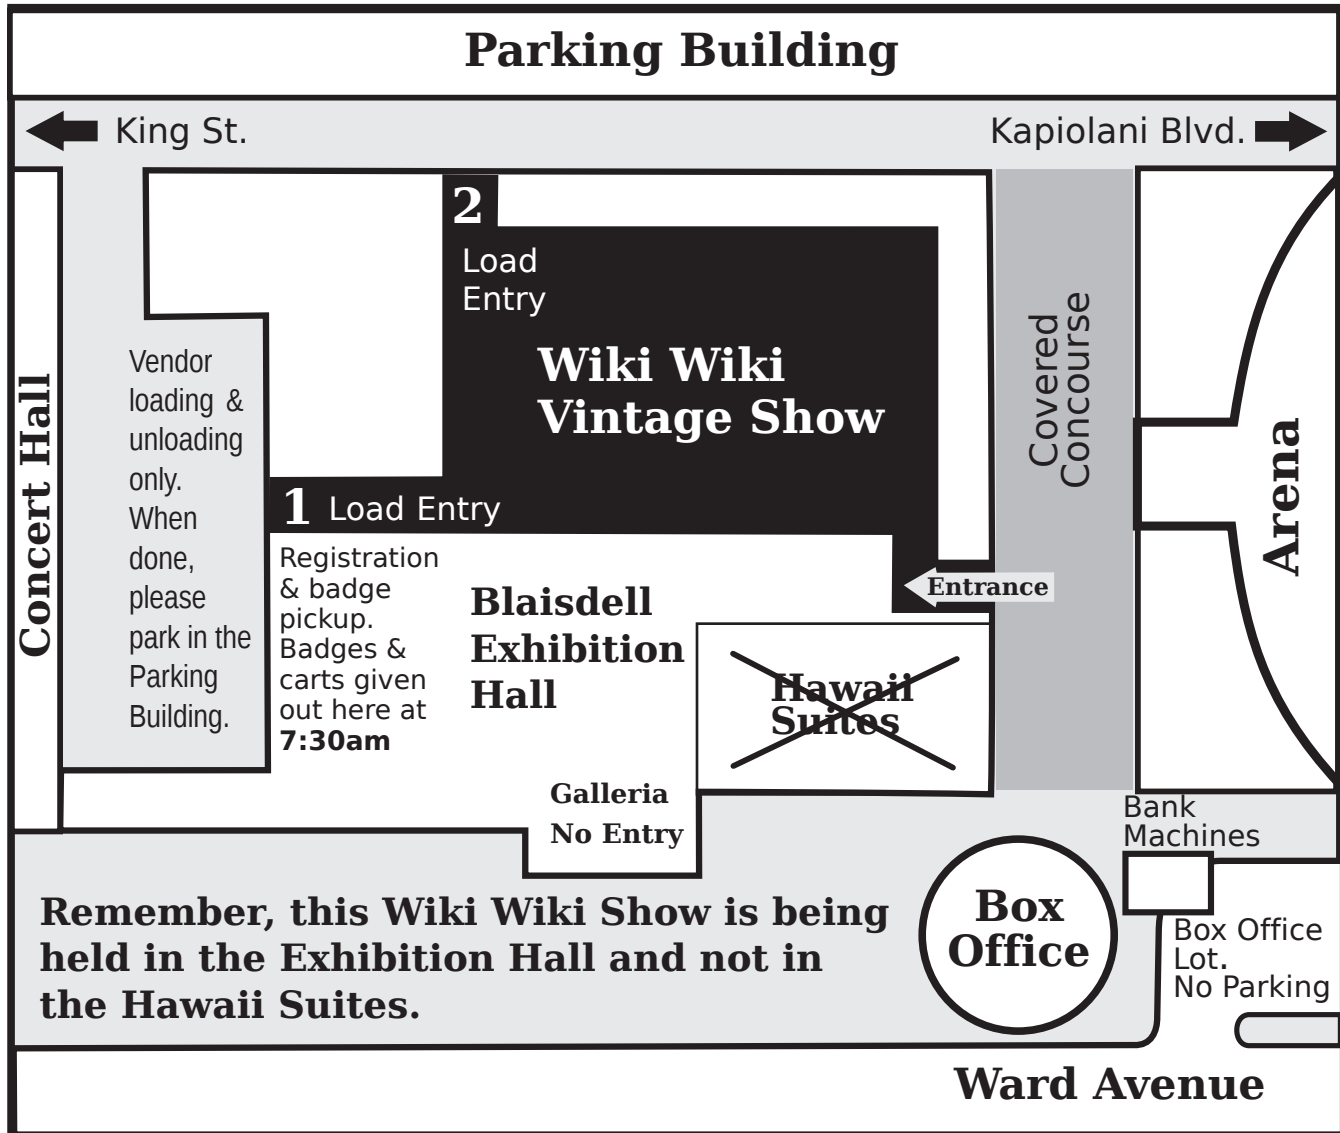 Parking Building
King St.
Kapiolani Blvd.
2
Load
Entry
Wiki Wiki
Vintage Show
Covered
Concourse
Arena
Concert Hall
Vendor
loading &
unloading
only.
When
done,
please
park in the
Parking
Building.
1 Load Entry
Registration
& badge
pickup.
Badges &
carts given
out here at
7:30am
Blaisdell
Exhibition
Hall
Entrance
Hawaii
Suites
Galleria
No Entry
Bank
Machines
Box
Office
Box Office
Lot.
No Parking
Remember, this Wiki Wiki Show is being
held in the Exhibition Hall and not in
the Hawaii Suites.
Ward Avenue